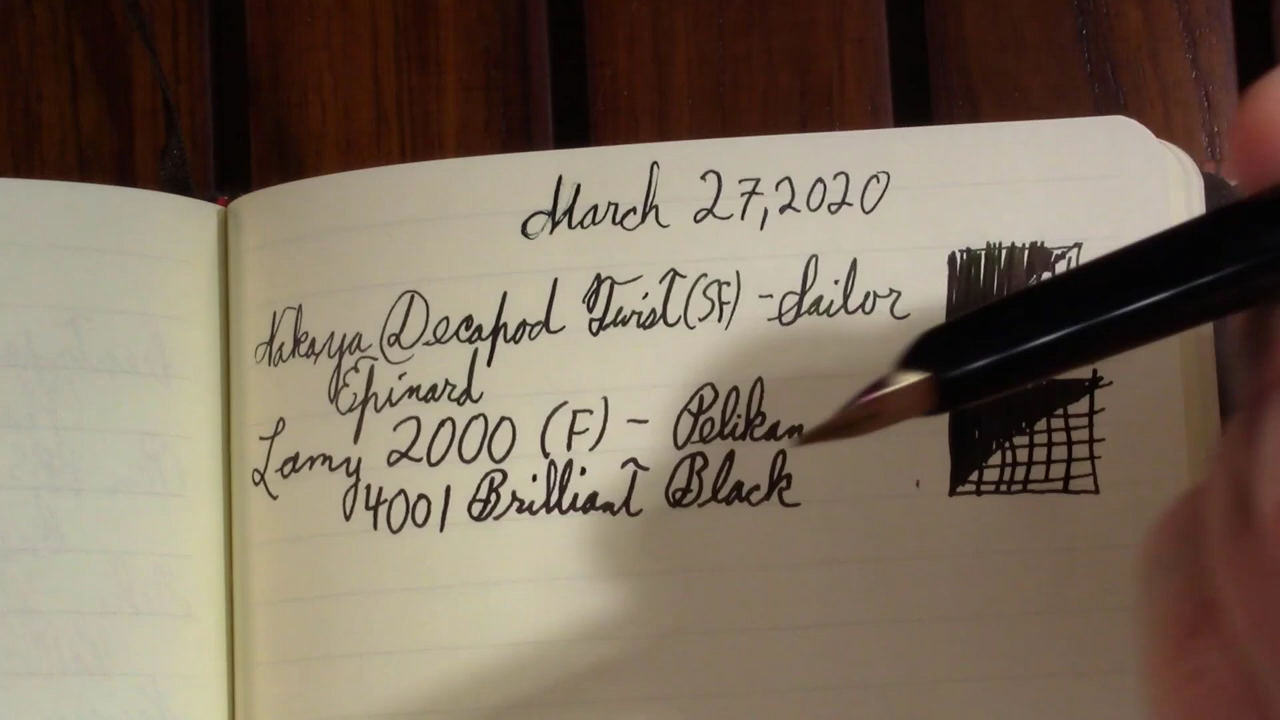 March 27, 2020
Nakaya Decapod Twist (SF) - Sailor
Epinard
Lamy 2000 (F) - Pelikan
4001 Brilliant Black